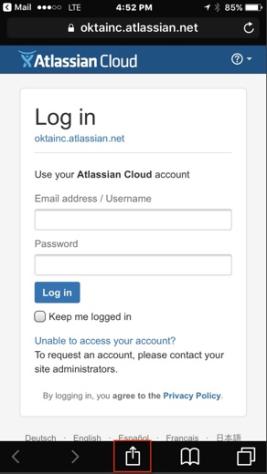 Mail LTE 4:52 PM 85%
oktainc.atlassian.net
Atlassian Cloud
Log in
oktainc.atlassian.net
Use your Atlassian Cloud account
Email address / Username
Password
Log in
Keep me logged in
Unable to access your account?
To request an account, please contact your
site administrators.
By logging in, you agree to the Privacy Policy.
Deutsch · English · Español · Français · 日本語